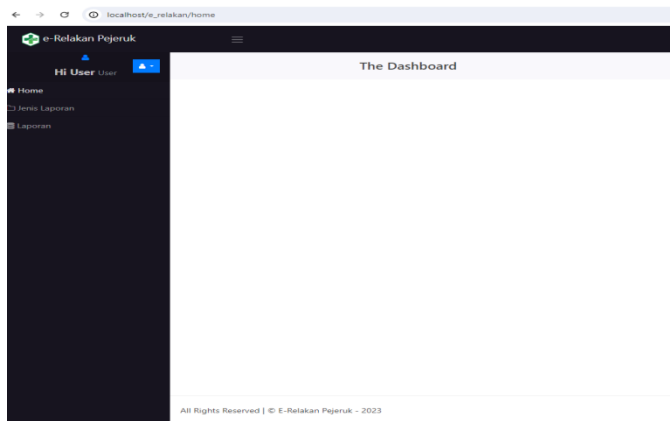 localhost/e_relakan/home
e-Relakan Pejeruk
Hi User User
The Dashboard
Home
Jenis Laporan
Laporan
All Rights Reserved | © E-Relakan Pejeruk - 2023